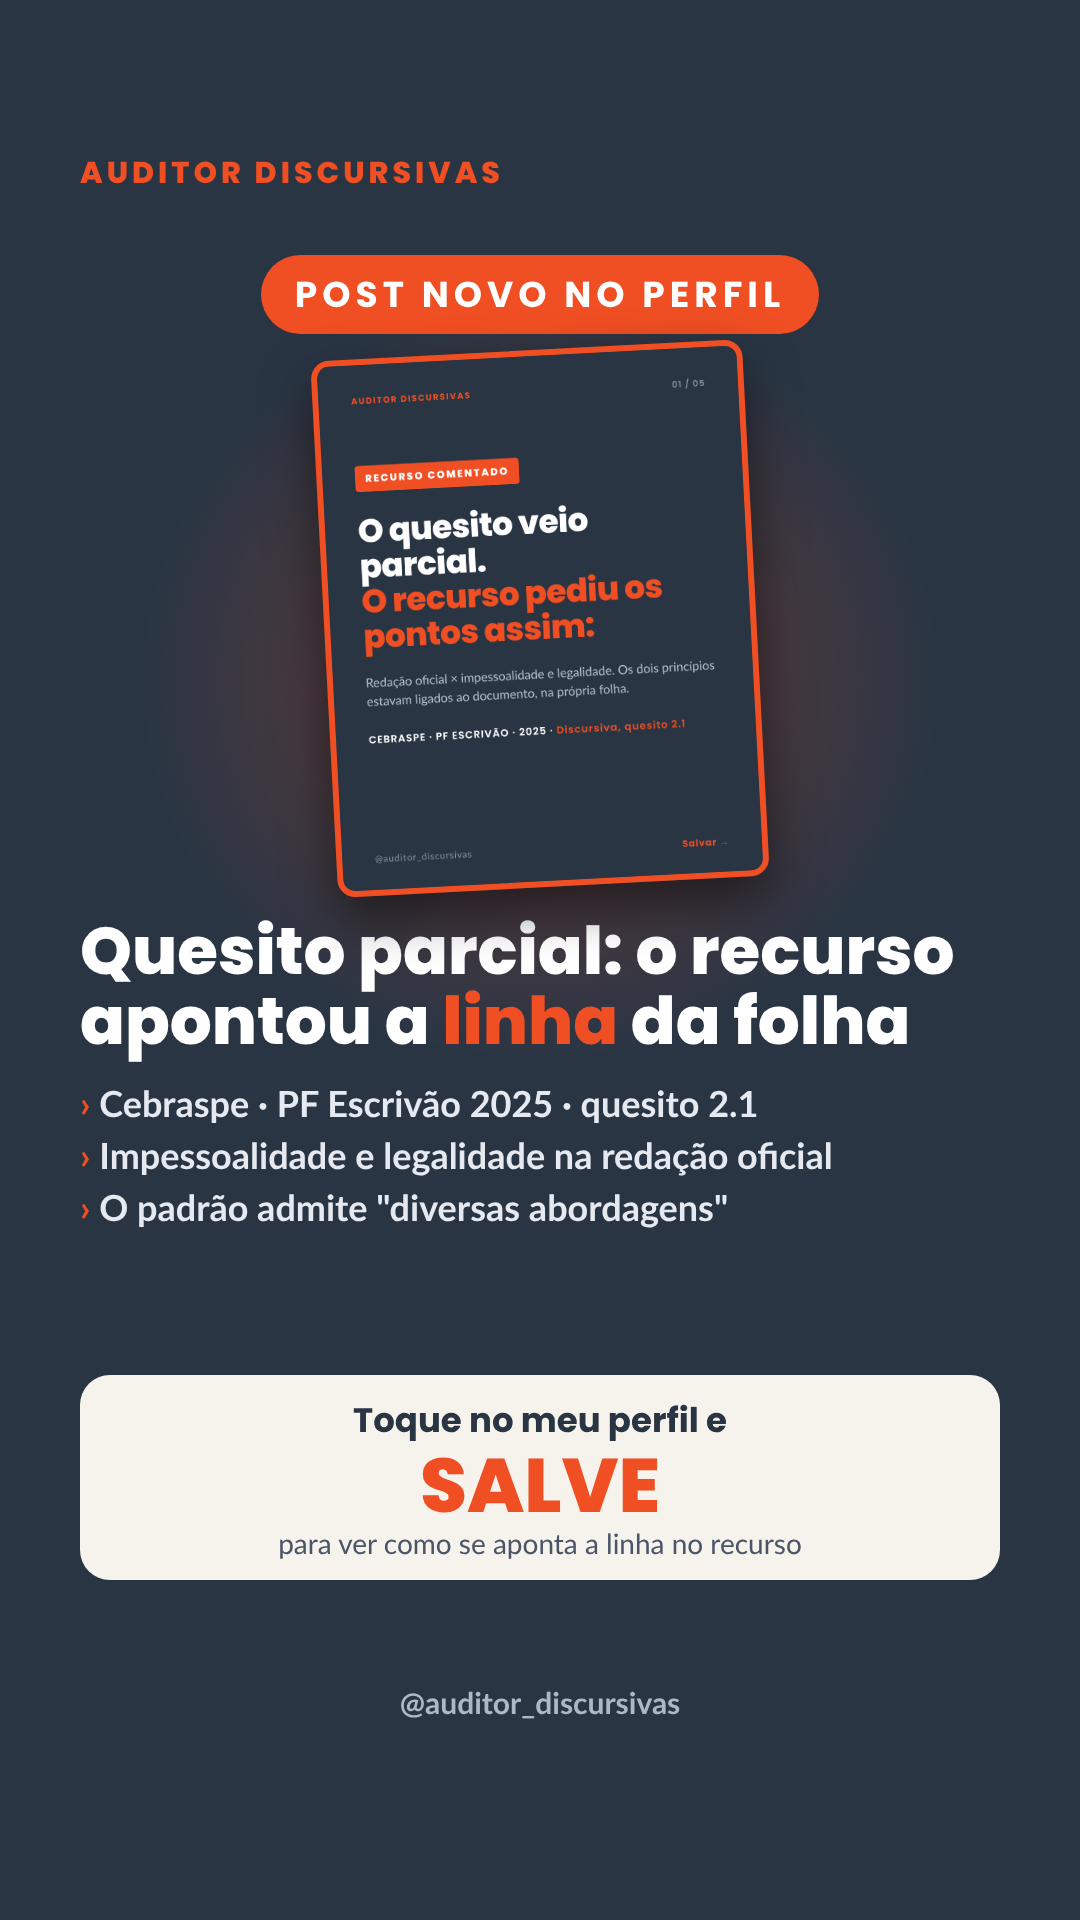 AUDITOR DISCURSIVAS
POST NOVO NO PERFIL
AUDITOR DISCURSIVAS
01 / 05
RECURSO COMENTADO
O quesito veio
parcial.
O recurso pediu os
pontos assim:
Redação oficial × impessoalidade e legalidade. Os dois princípios
estavam ligados ao documento, na própria folha.
CEBRASPE · PF ESCRIVÃO · 2025 · Discursiva, quesito 2.1
@auditor_discursivas
Salvar →
Quesito parcial: o recurso
apontou a linha da folha
› Cebraspe · PF Escrivão 2025 · quesito 2.1
› Impessoalidade e legalidade na redação oficial
› O padrão admite "diversas abordagens"
Toque no meu perfil e
SALVE
para ver como se aponta a linha no recurso
@auditor_discursivas